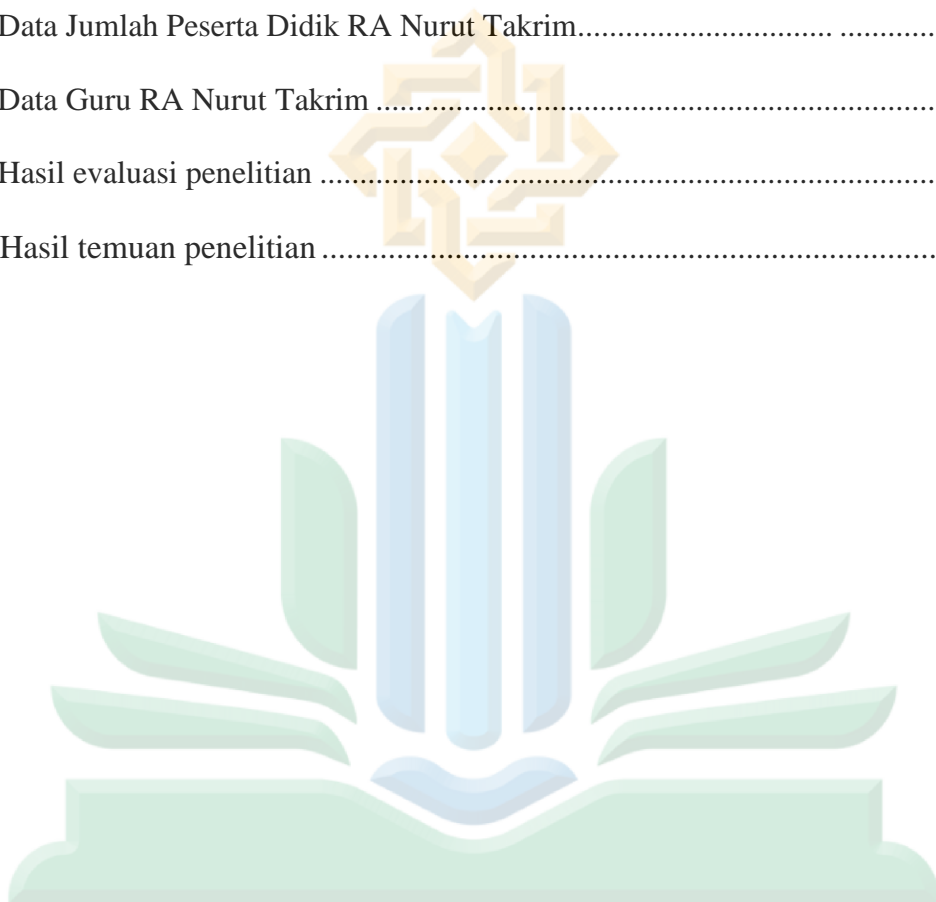 Data Jumlah Peserta Didik RA Nurut Takrim............................... ............
Data Guru RA Nurut Takrim ....................................................................
Hasil evaluasi penelitian ...........................................................................
Hasil temuan penelitian ...........................................................................